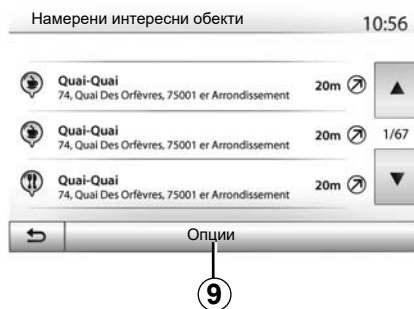 Намерени интересни обекти 10:56
Quai-Quai
74, Quai Des Orfèvres, 75001 er Arrondissement
20m
Quai-Quai
74, Quai Des Orfèvres, 75001 er Arrondissement
20m
1/67
Quai-Quai
74, Quai Des Orfèvres, 75001 er Arrondissement
20m
Опции
9